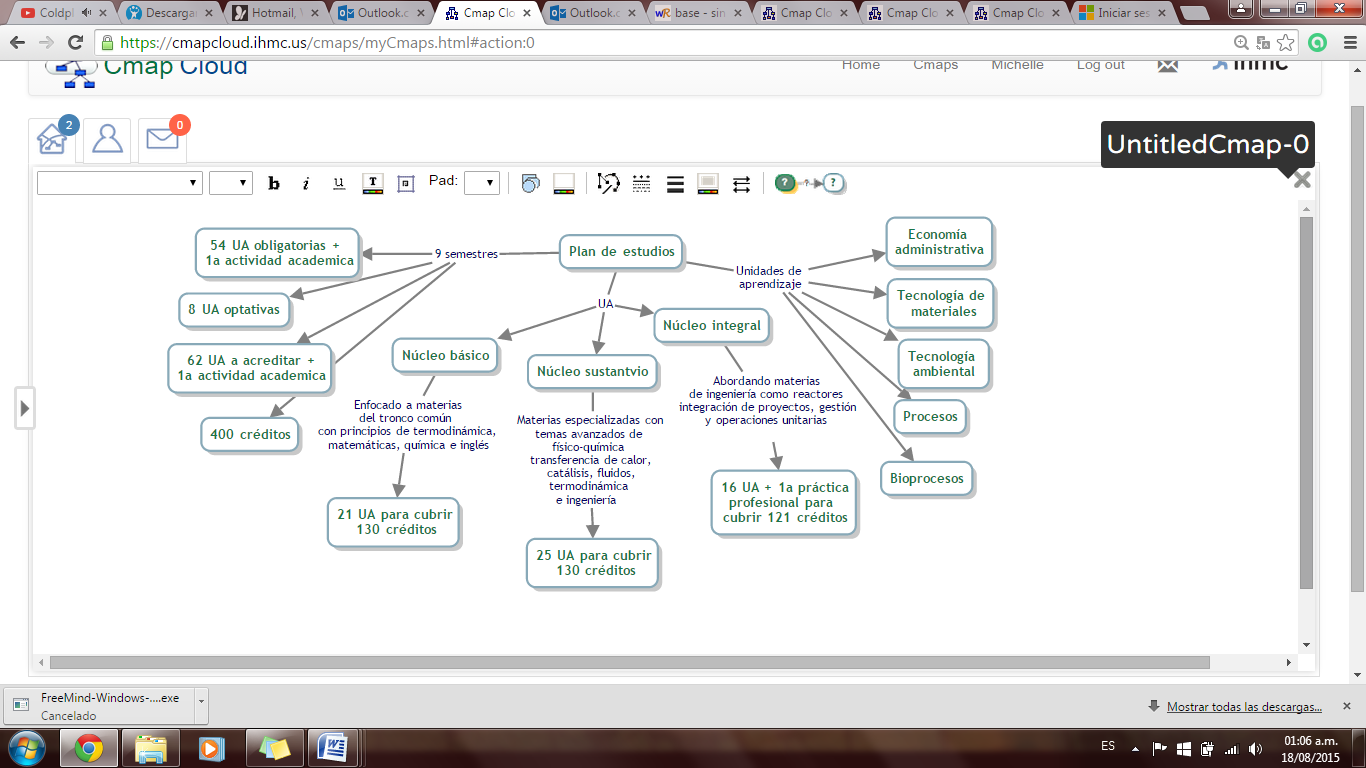 Coldpl
Descargar
Hotmail,
Outlook.c
Cmap Clo
Outlook.c
base - sin
Cmap Clo
Cmap Clo
Cmap Clo
Iniciar ses
https://cmapcloud.ihmc.us/cmaps/myCmaps.html#action:0
Cmap Cloud
Home
Cmaps
Michelle
Log out
ihmc
2
0
UntitledCmap-0
b
i
u
T
Pad:
?
?
?
54 UA obligatorias +
1a actividad academica
9 semestres
Plan de estudios
Economía
administrativa
Unidades de
aprendizaje
8 UA optativas
UA
Tecnología de
materiales
Núcleo integral
62 UA a acreditar +
1a actividad academica
Núcleo básico
Núcleo sustantvio
Tecnología
ambiental
Abordando materias
de ingeniería como reactores
integración de proyectos, gestión
y operaciones unitarias
Enfocado a materias
del tronco común
con principios de termodinámica,
matemáticas, química e inglés
Materias especializadas con
temas avanzados de
físico-química
transferencia de calor,
catálisis, fluidos,
termodinámica
e ingeniería
Procesos
400 créditos
Bioprocesos
16 UA + 1a práctica
profesional para
cubrir 121 créditos
21 UA para cubrir
130 créditos
25 UA para cubrir
130 créditos
FreeMind-Windows-....exe
Cancelado
Mostrar todas las descargas...
ES
01:06 a.m.
18/08/2015